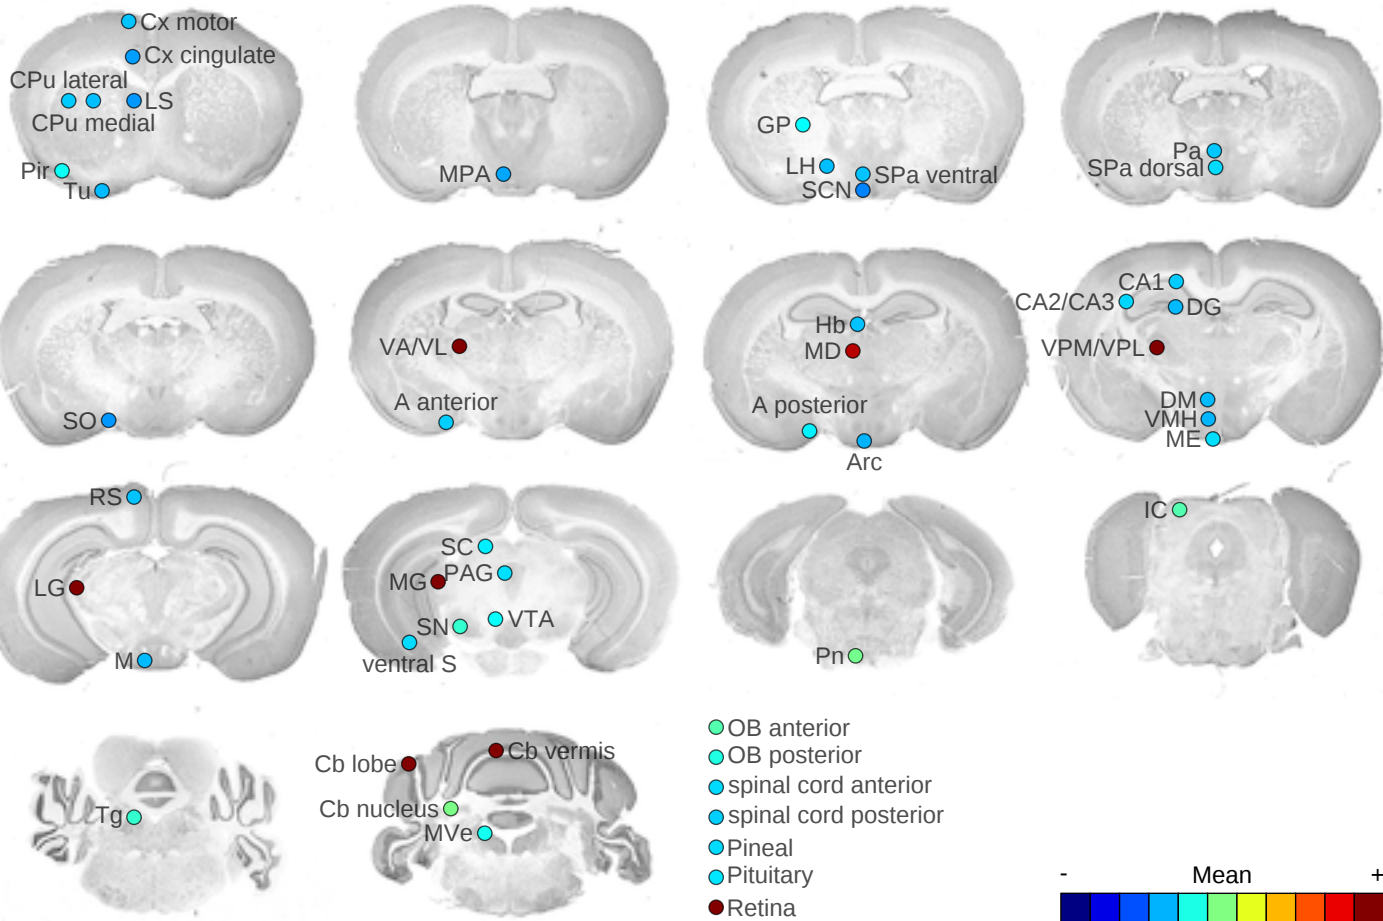 Cx motor
Cx cingulate
CPu lateral
LS
CPu medial
Pir
Tu
MPA
GP
LH
SPa ventral
SCN
Pa
SPa dorsal
SO
VA/VL
A anterior
Hb
MD
A posterior
Arc
CA1
CA2/CA3
DG
VPM/VPL
DM
VMH
ME
RS
LG
M
SC
MG
PAG
SN
VTA
ventral S
Pn
IC
Tg
Cb lobe
Cb vermis
Cb nucleus
MVe
OB anterior
OB posterior
spinal cord anterior
spinal cord posterior
Pineal
Pituitary
Retina
- Mean +